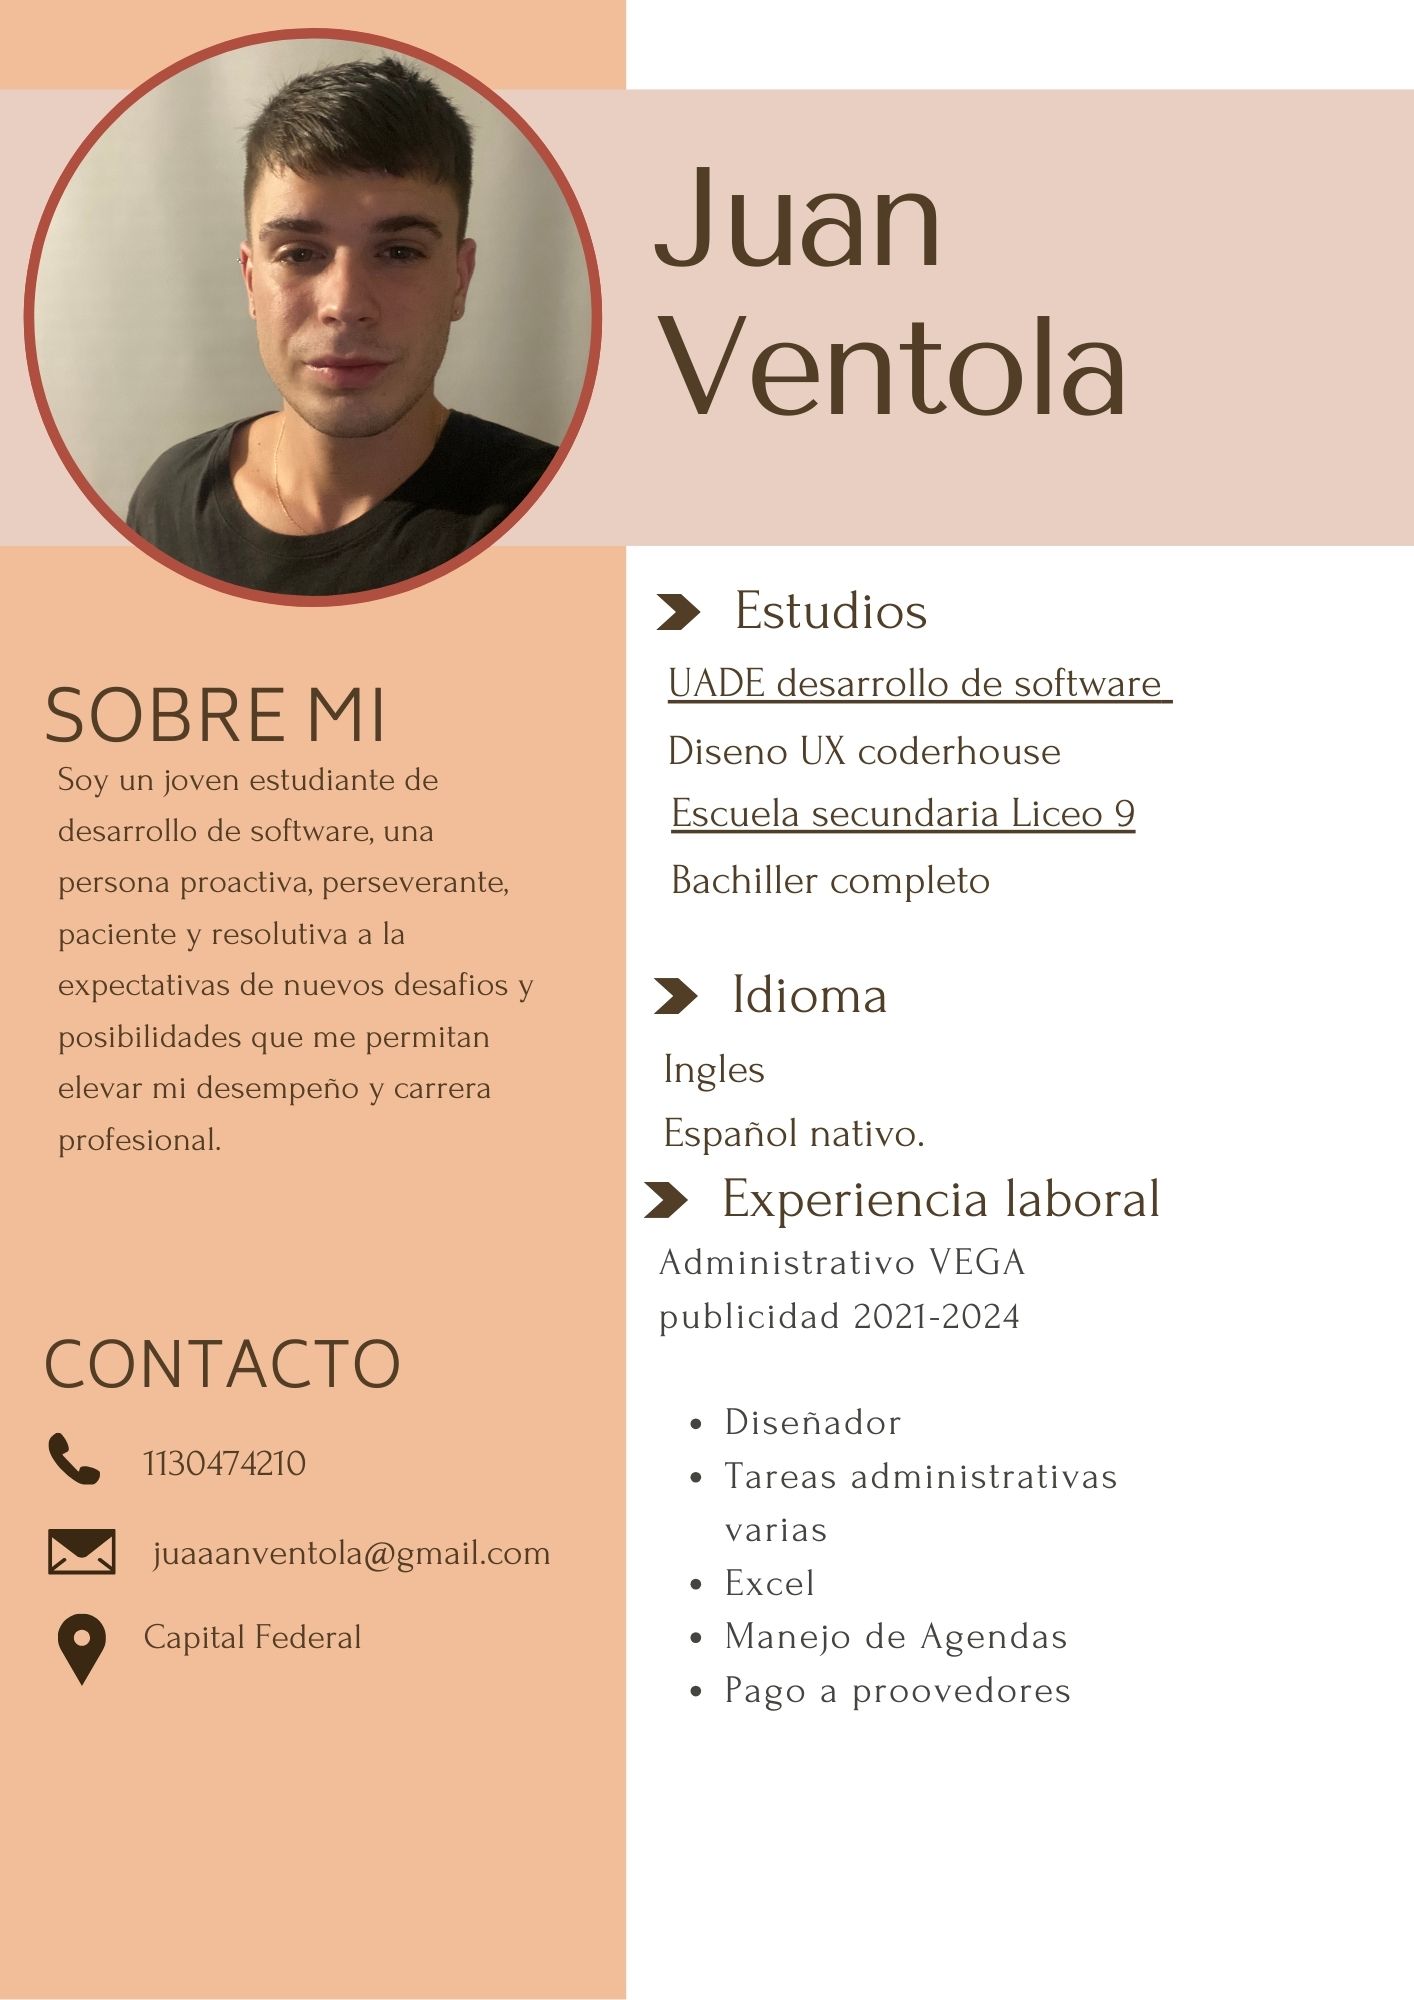 Juan
Ventola
SOBRE MI
Soy un joven estudiante de
desarrollo de software, una
persona proactiva, perseverante,
paciente y resolutiva a la
expectativas de nuevos desafios y
posibilidades que me permitan
elevar mi desempeño y carrera
profesional.
CONTACTO
1130474210
juaaanventola@gmail.com
Capital Federal
Estudios
UADE desarrollo de software
Diseno UX coderhouse
Escuela secundaria Liceo 9
Bachiller completo
Idioma
Ingles
Español nativo.
Experiencia laboral
Administrativo VEGA
publicidad 2021-2024
• Diseñador
• Tareas administrativas
varias
• Excel
• Manejo de Agendas
• Pago a proovedores